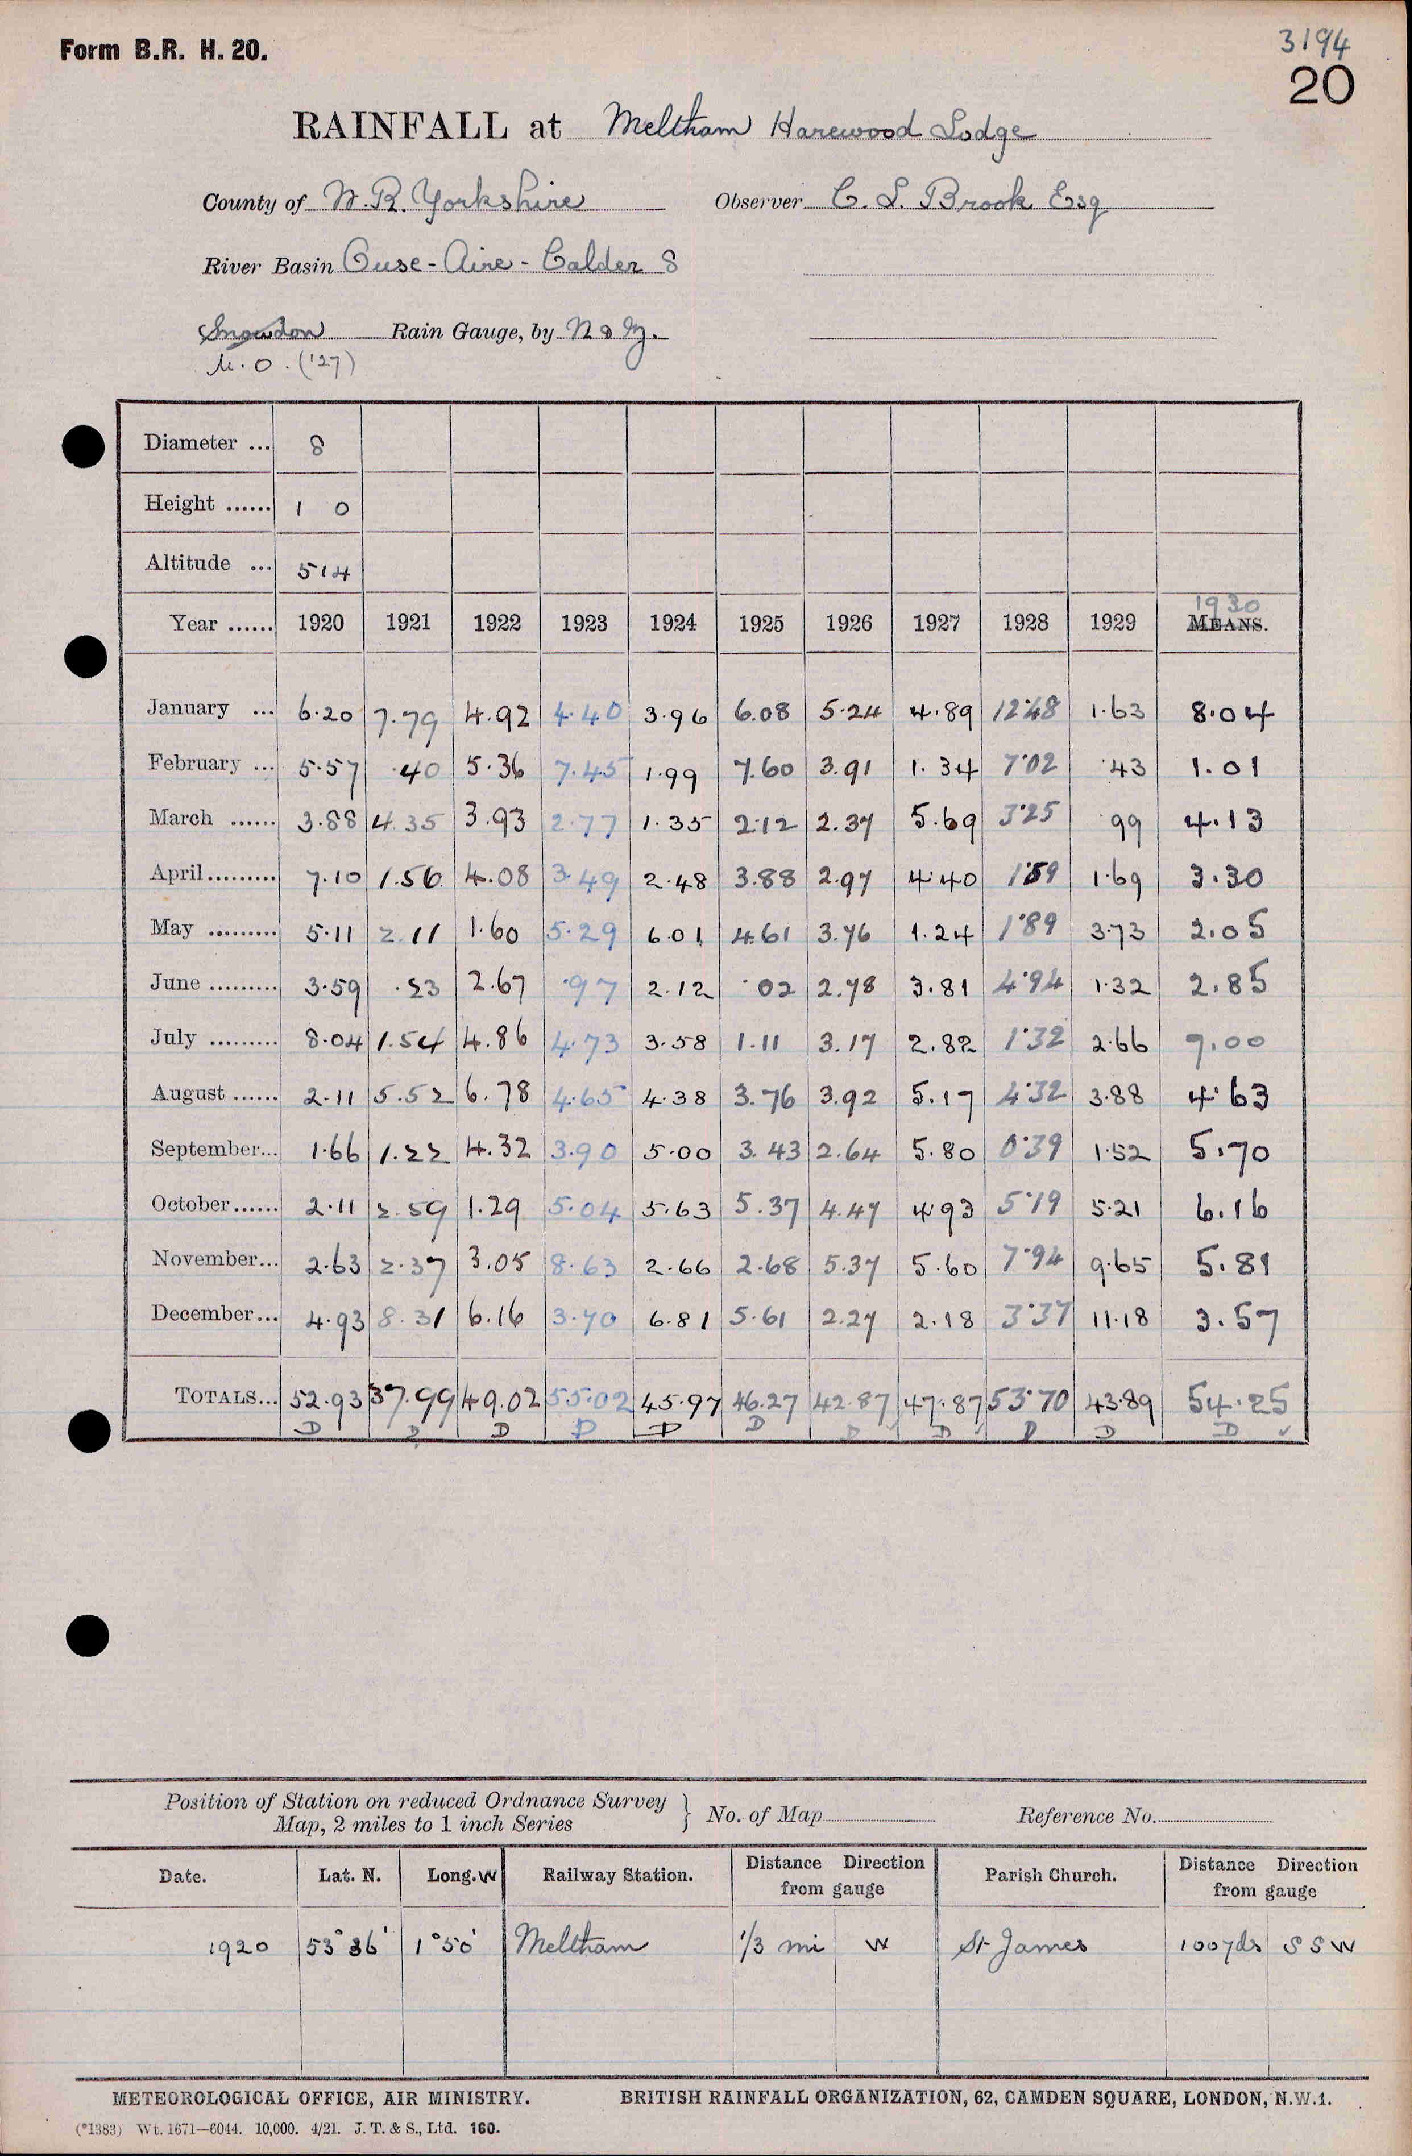 Form B.R. H. 20.
3194
20
RAINFALL at Meltham Harewood Lodge
County of W. R. Yorkshire Observer C. L. Brook Esq
River Basin Ouse - Aire - Calder 8
Snowdon Rain Gauge, by N & Z.
M.O. ('27)
Diameter ... 8
Height ...... 1 0
Altitude ... 514
1930
Year ...... 1920 1921 1922 1923 1924 1925 1926 1927 1928 1929 MEANS.
January ... 6.20 7.79 4.92 4.40 3.96 6.08 5.24 4.89 12.48 1.63 8.04
February ... 5.57 .40 5.36 7.45 1.99 7.60 3.91 1.34 7.02 .43 1.01
March ...... 3.88 4.35 3.93 2.77 1.35 2.12 2.37 5.69 3.25 .99 4.13
April ......... 7.10 1.56 4.08 3.49 2.48 3.88 2.97 4.40 1.59 1.69 3.30
May ......... 5.11 2.11 1.60 5.29 6.01 4.61 3.76 1.24 1.89 3.73 2.05
June ......... 3.59 .23 2.67 .97 2.12 .02 2.78 3.81 4.94 1.32 2.85
July ......... 8.04 1.54 4.86 4.73 3.58 1.11 3.17 2.82 1.32 2.66 7.00
August ...... 2.11 5.52 6.78 4.65 4.38 3.76 3.92 5.17 4.32 3.88 4.63
September... 1.66 1.22 4.32 3.90 5.00 3.43 2.64 5.80 0.39 1.52 5.70
October ...... 2.11 2.59 1.29 5.04 5.63 5.37 4.47 4.93 5.19 5.21 6.16
November... 2.63 2.37 3.05 8.63 2.66 2.68 5.37 5.60 7.94 9.65 5.81
December... 4.93 8.31 6.16 3.70 6.81 5.61 2.27 2.18 3.37 11.18 3.57
TOTALS... 52.93 37.99 49.02 55.02 45.97 46.27 42.87 47.87 53.70 43.89 54.25
D D D D D D D D D D D
Position of Station on reduced Ordnance Survey
Map, 2 miles to 1 inch Series } No. of Map Reference No.
Date. Lat. N. Long. W Railway Station. Distance Direction from gauge Parish Church. Distance Direction from gauge
1920 53° 36' 1° 50' Meltham 1/3 mi W St James 100 yds S S W
METEOROLOGICAL OFFICE, AIR MINISTRY. BRITISH RAINFALL ORGANIZATION, 62, CAMDEN SQUARE, LONDON, N.W.1.
(*1383) Wt. 1671—6044. 10,000. 4/21. J. T. & S., Ltd. 160.